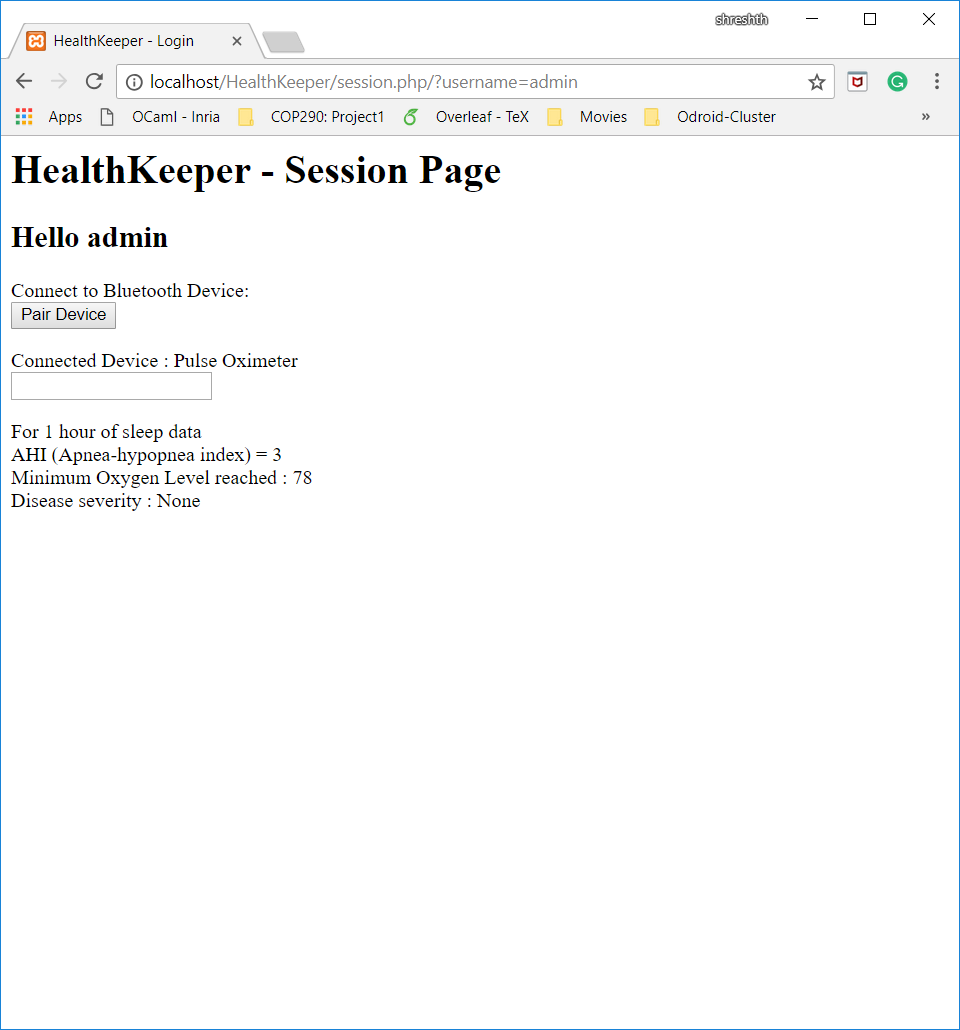 shreshth
HealthKeeper - Login
localhost/HealthKeeper/session.php/?username=admin
Apps OCaml - Inria COP290: Project1 Overleaf - TeX Movies Odroid-Cluster »
HealthKeeper - Session Page
Hello admin
Connect to Bluetooth Device:
Pair Device
Connected Device : Pulse Oximeter
For 1 hour of sleep data
AHI (Apnea-hypopnea index) = 3
Minimum Oxygen Level reached : 78
Disease severity : None